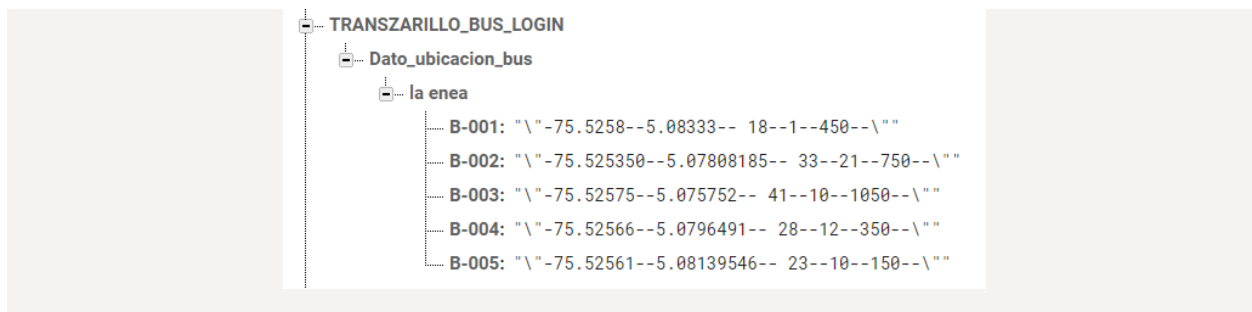 TRANSZARILLO_BUS_LOGIN
Dato_ubicacion_bus
la enea
B-001: "\"-75.5258--5.08333-- 18--1--450--\""
B-002: "\"-75.525350--5.07808185-- 33--21--750--\""
B-003: "\"-75.52575--5.075752-- 41--10--1050--\""
B-004: "\"-75.52566--5.0796491-- 28--12--350--\""
B-005: "\"-75.52561--5.08139546-- 23--10--150--\""